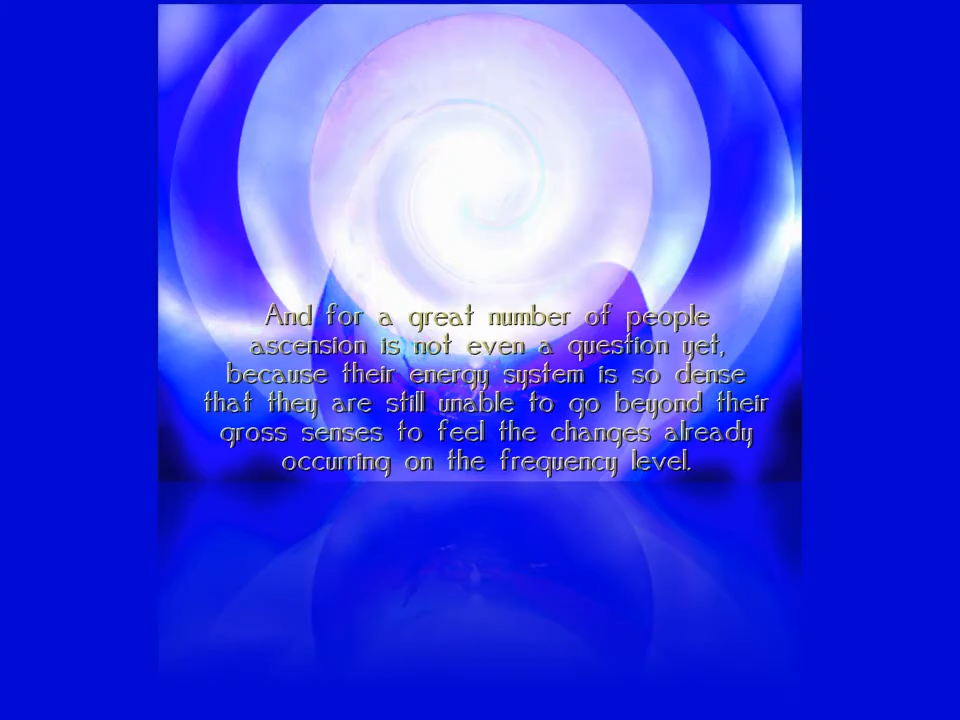 And for a great number of people
ascension is not even a question yet,
because their energy system is so dense
that they are still unable to go beyond their
gross senses to feel the changes already
occurring on the frequency level.